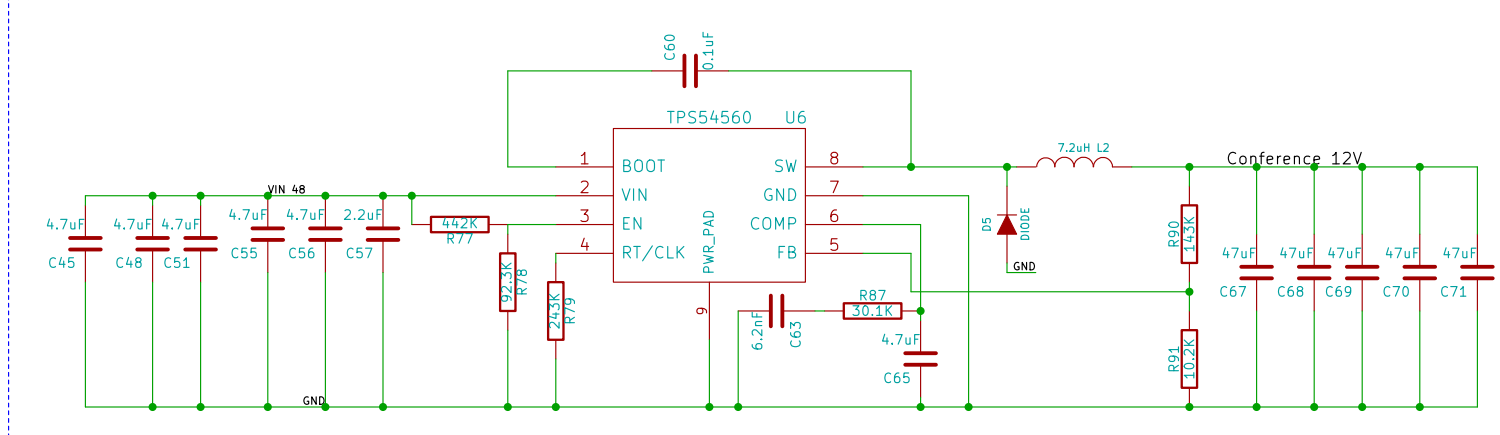 C60
0.1uF
TPS54560
U6
1
BOOT
2
VIN
3
EN
4
RT/CLK
PWR_PAD
9
SW
8
GND
7
COMP
6
FB
5
7.2uH L2
Conference 12V
VIN 48
4.7uF
C45
4.7uF
C48
4.7uF
C51
4.7uF
C55
4.7uF
C56
2.2uF
C57
442K
R77
92.3K
R78
243K
R79
GND
6.2nF
C63
R87
30.1K
4.7uF
C65
D5
DIODE
GND
R90
143K
R91
10.2K
47uF
C67
47uF
C68
47uF
C69
47uF
C70
47uF
C71